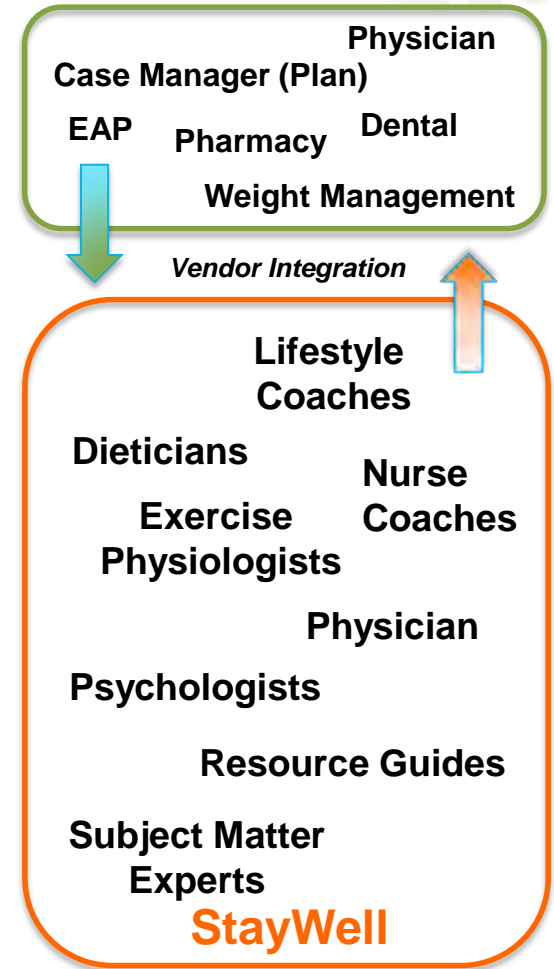 Physician
Case Manager (Plan)
EAP Pharmacy Dental
Weight Management
Vendor Integration
Lifestyle
Coaches
Dieticians
Nurse
Coaches
Exercise
Physiologists
Physician
Psychologists
Resource Guides
Subject Matter
Experts
StayWell